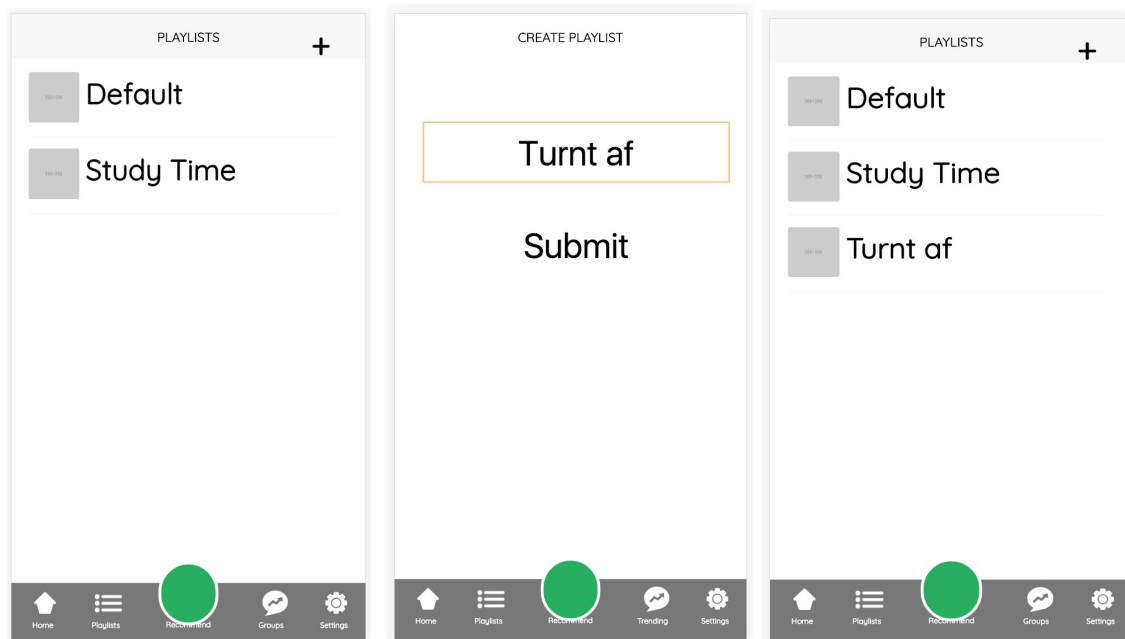 PLAYLISTS
+
Default
Study Time
Home Playlists Recommend Groups Settings
CREATE PLAYLIST
Turnt af
Submit
Home Playlists Recommend Trending Settings
PLAYLISTS
+
Default
Study Time
Turnt af
Home Playlists Recommend Groups Settings